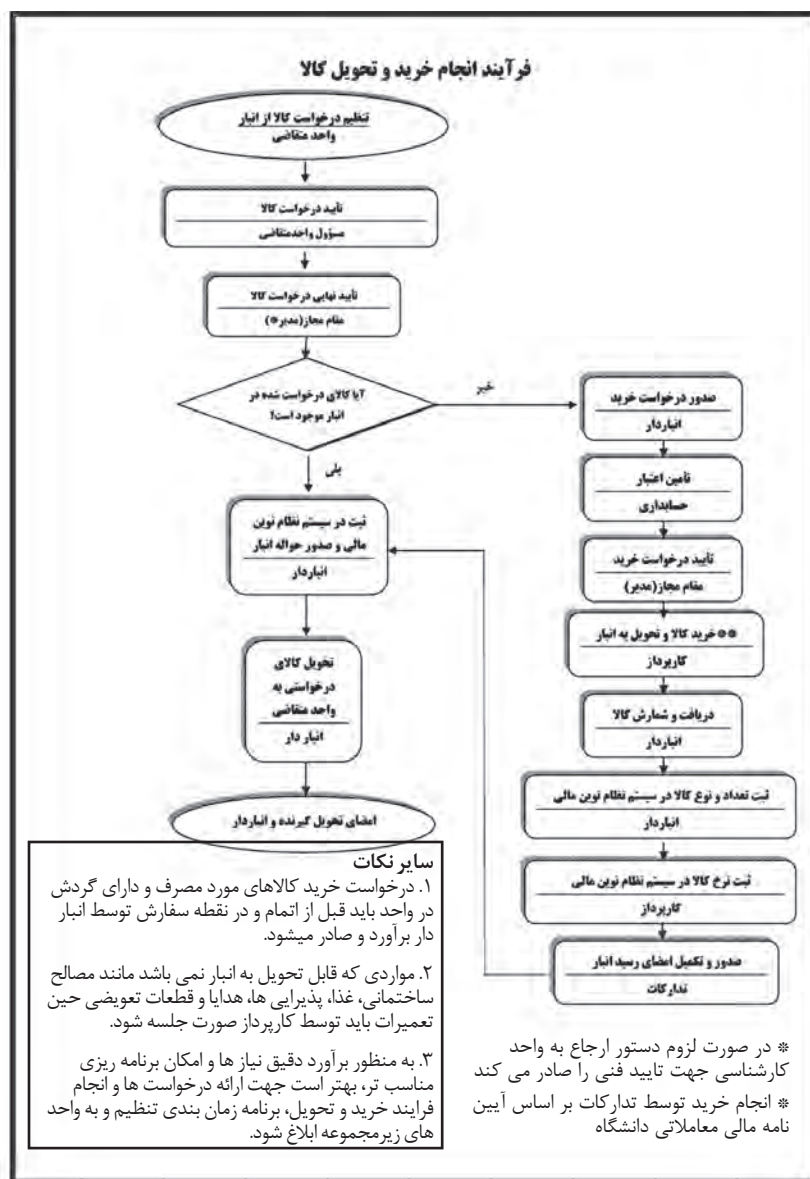 فرآیند انجام خرید و تحویل کالا
تنظیم درخواست کالا از انبار
واحد متقاضی
تأیید درخواست کالا
مسؤول واحدمتقاضی
تأیید نهایی درخواست کالا
مقام مجاز(مدیر*)
آیا کالای درخواست شده در
انبار موجود است؟
خیر
بلی
ثبت در سیستم نظام نوین
مالی و صدور حواله انبار
انباردار
تحویل کالای
درخواستی به
واحد متقاضی
انبار دار
امضای تحویل گیرنده و انباردار
صدور درخواست خرید
انباردار
تأمین اعتبار
حسابداری
تأیید درخواست خرید
مقام مجاز(مدیر)
**خرید کالا و تحویل به انبار
کارپرداز
دریافت و شمارش کالا
انباردار
ثبت تعداد و نوع کالا در سیستم نظام نوین مالی
انباردار
ثبت نرخ کالا در سیستم نظام نوین مالی
کارپرداز
صدور و تکمیل امضای رسید انبار
تدارکات
* در صورت لزوم دستور ارجاع به واحد
کارشناسی جهت تایید فنی را صادر می کند
* انجام خرید توسط تدارکات بر اساس آیین
نامه مالی معاملاتی دانشگاه
سایر نکات
۱. درخواست خرید کالاهای مورد مصرف و دارای گردش
در واحد باید قبل از اتمام و در نقطه سفارش توسط انبار
دار برآورد و صادر میشود.
۲. مواردی که قابل تحویل به انبار نمی باشد مانند مصالح
ساختمانی، غذا، پذیرایی ها، هدایا و قطعات تعویضی حین
تعمیرات باید توسط کارپرداز صورت جلسه شود.
۳. به منظور برآورد دقیق نیاز ها و امکان برنامه ریزی
مناسب تر، بهتر است جهت ارائه درخواست ها و انجام
فرایند خرید و تحویل، برنامه زمان بندی تنظیم و به واحد
های زیرمجموعه ابلاغ شود.